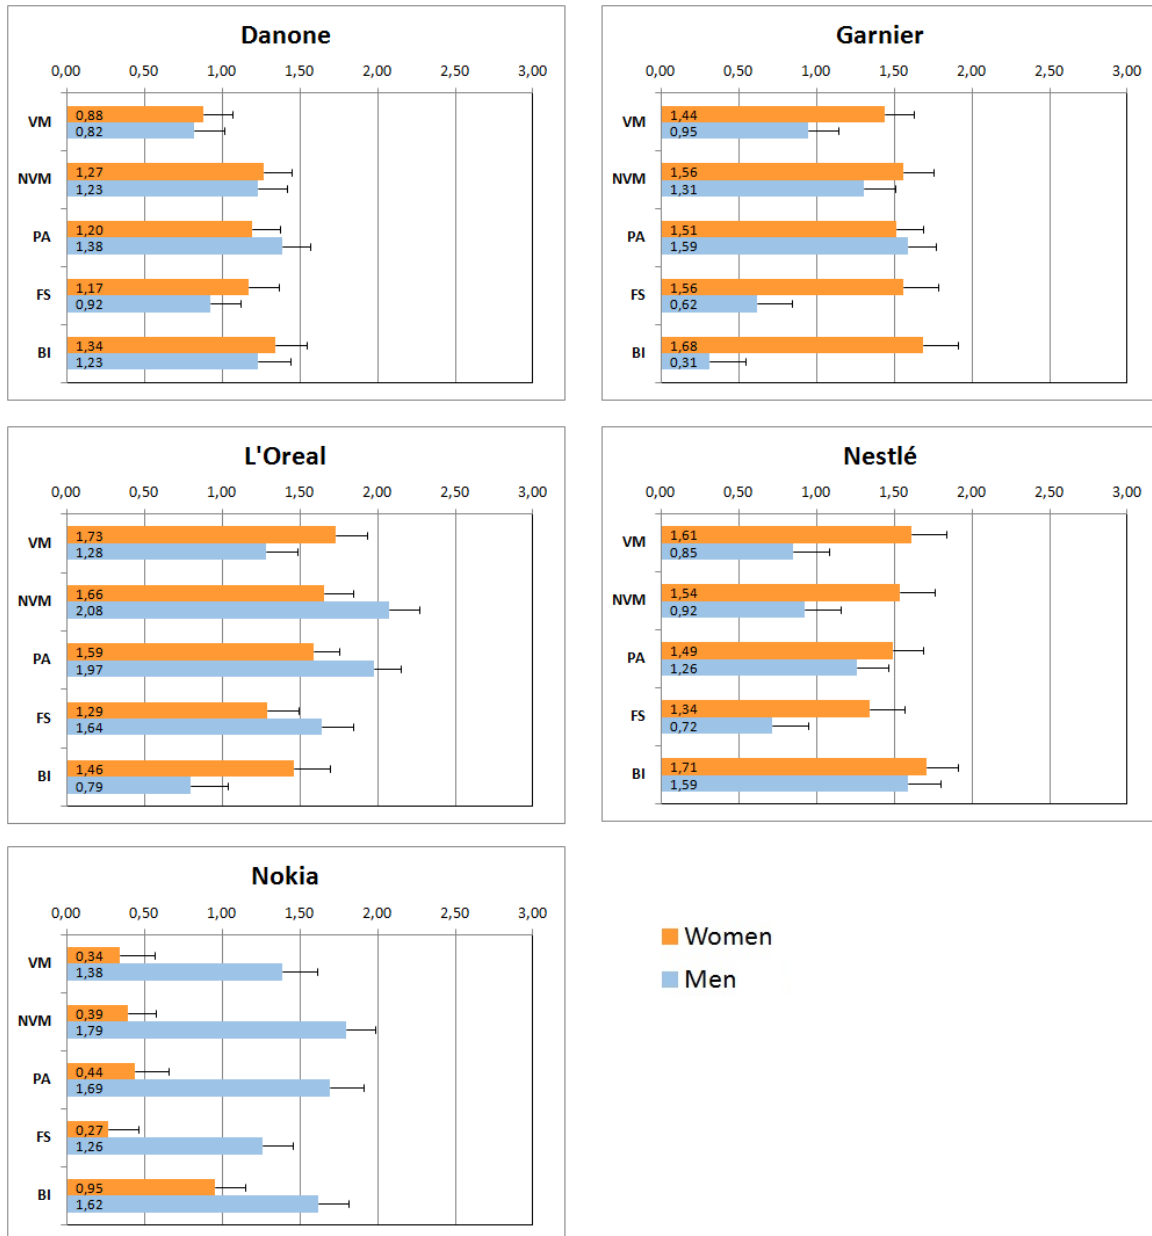 Danone
0,00 0,50 1,00 1,50 2,00 2,50 3,00
VM 0,88
0,82
NVM 1,27
1,23
PA 1,20
1,38
FS 1,17
0,92
BI 1,34
1,23
Garnier
0,00 0,50 1,00 1,50 2,00 2,50 3,00
VM 1,44
0,95
NVM 1,56
1,31
PA 1,51
1,59
FS 1,56
0,62
BI 1,68
0,31
L'Oreal
0,00 0,50 1,00 1,50 2,00 2,50 3,00
VM 1,73
1,28
NVM 1,66
2,08
PA 1,59
1,97
FS 1,29
1,64
BI 1,46
0,79
Nestlé
0,00 0,50 1,00 1,50 2,00 2,50 3,00
VM 1,61
0,85
NVM 1,54
0,92
PA 1,49
1,26
FS 1,34
0,72
BI 1,71
1,59
Nokia
0,00 0,50 1,00 1,50 2,00 2,50 3,00
VM 0,34
1,38
NVM 0,39
1,79
PA 0,44
1,69
FS 0,27
1,26
BI 0,95
1,62
Women
Men